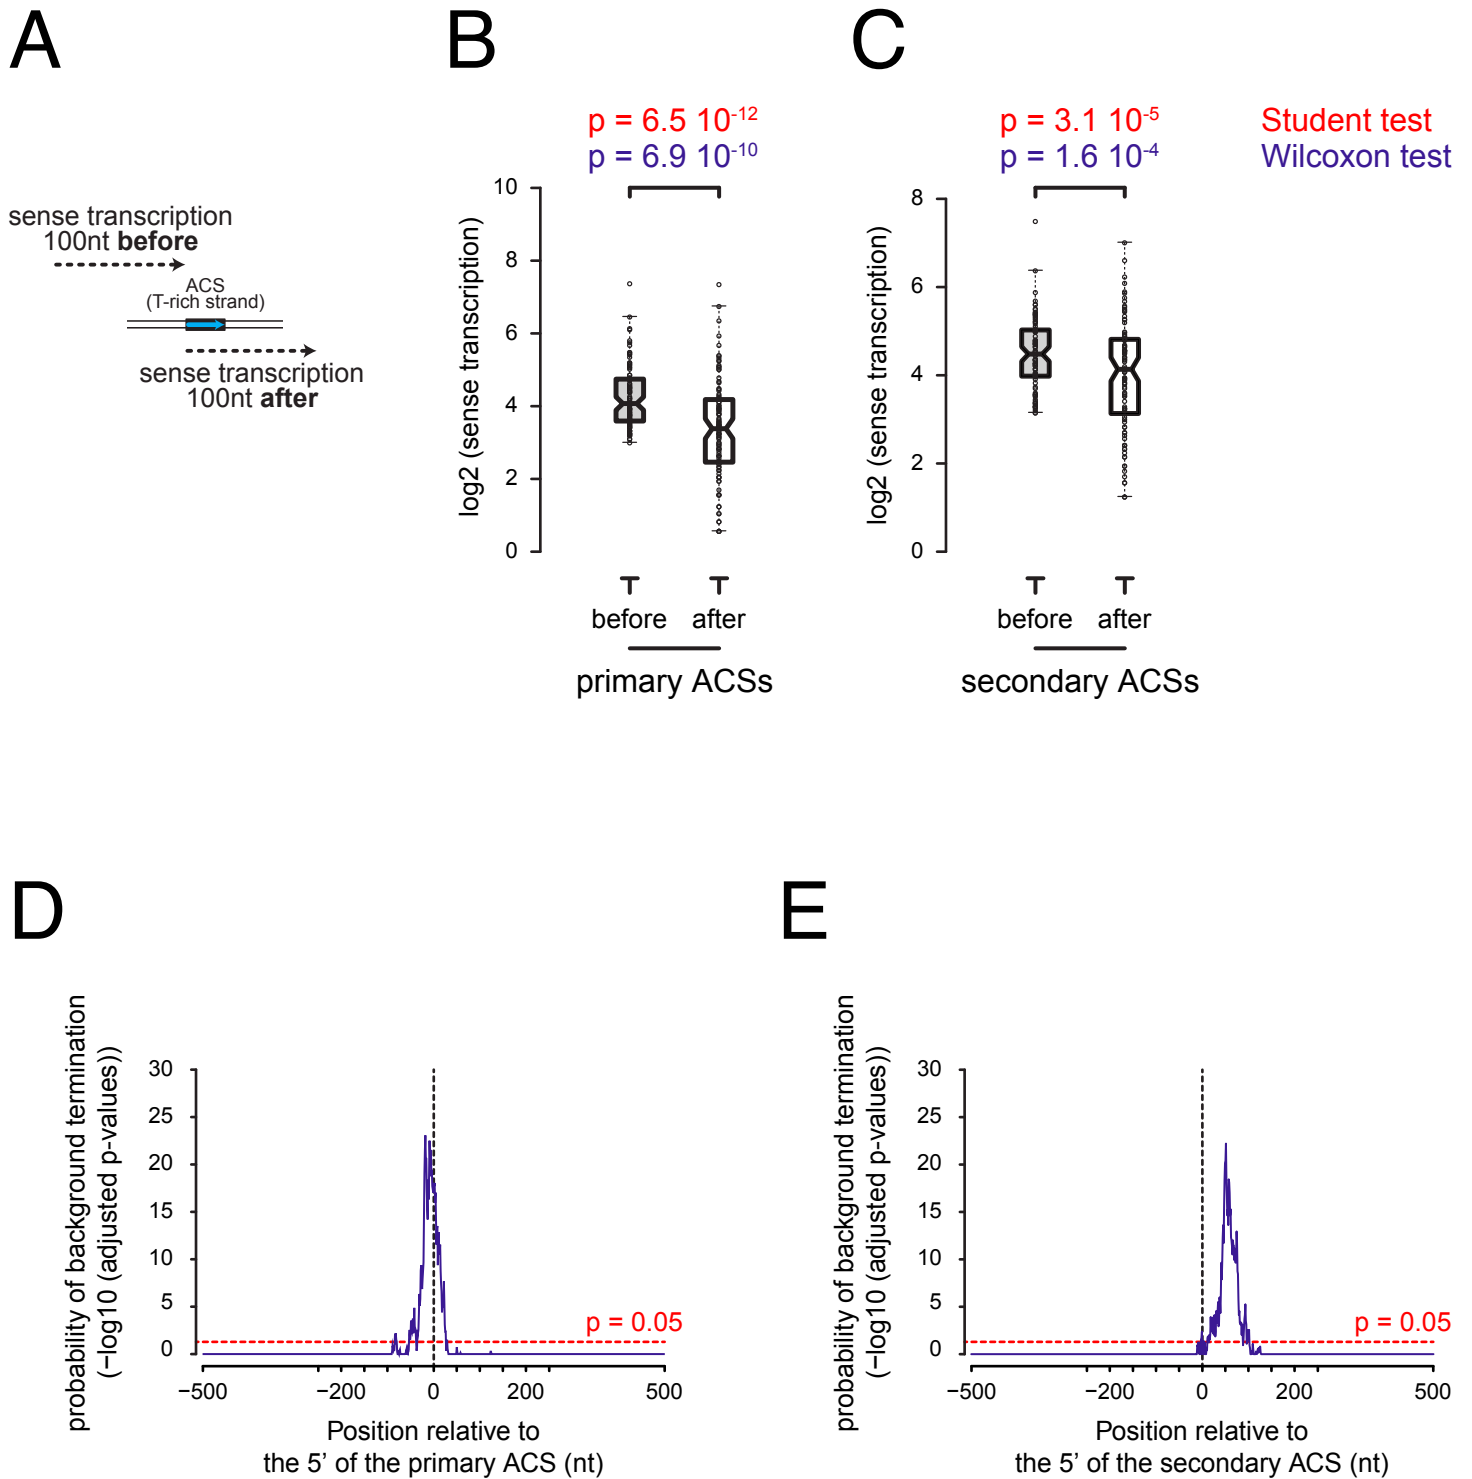 A
B
C
p = 6.5 10-12
p = 6.9 10-10
p = 3.1 10-5
p = 1.6 10-4
Student test
Wilcoxon test
sense transcription
100nt before
ACS
(T-rich strand)
sense transcription
100nt after
log2 (sense transcription)
10
8
6
4
2
0
before
after
primary ACSs
log2 (sense transcription)
8
6
4
2
0
before
after
secondary ACSs
D
E
probability of background termination
(−log10 (adjusted p-values))
30
25
20
15
10
5
0
p = 0.05
−500
−200
0
200
500
Position relative to
the 5’ of the primary ACS (nt)
probability of background termination
(−log10 (adjusted p-values))
30
25
20
15
10
5
0
p = 0.05
−500
−200
0
200
500
Position relative to
the 5’ of the secondary ACS (nt)